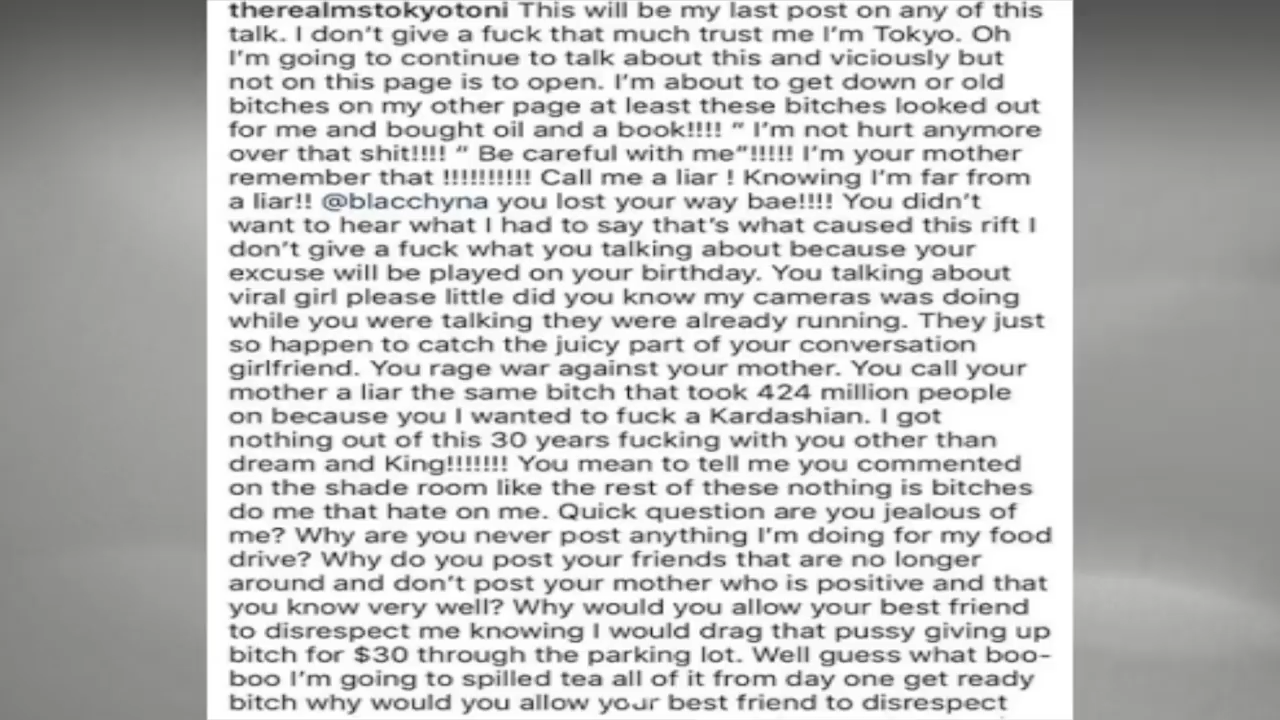 therealmstokyotoni This will be my last post on any of this
talk. I don't give a fuck that much trust me I'm Tokyo. Oh
I'm going to continue to talk about this and viciously but
not on this page is to open. I'm about to get down or old
bitches on my other page at least these bitches looked out
for me and bought oil and a book!!!! “ I'm not hurt anymore
over that shit!!!! “ Be careful with me”!!!!! I'm your mother
remember that !!!!!!!!!! Call me a liar ! Knowing I'm far from
a liar!! @blacchyna you lost your way bae!!!! You didn't
want to hear what I had to say that's what caused this rift I
don't give a fuck what you talking about because your
excuse will be played on your birthday. You talking about
viral girl please little did you know my cameras was doing
while you were talking they were already running. They just
so happen to catch the juicy part of your conversation
girlfriend. You rage war against your mother. You call your
mother a liar the same bitch that took 424 million people
on because you I wanted to fuck a Kardashian. I got
nothing out of this 30 years fucking with you other than
dream and King!!!!!!! You mean to tell me you commented
on the shade room like the rest of these nothing is bitches
do me that hate on me. Quick question are you jealous of
me? Why are you never post anything I'm doing for my food
drive? Why do you post your friends that are no longer
around and don't post your mother who is positive and that
you know very well? Why would you allow your best friend
to disrespect me knowing I would drag that pussy giving up
bitch for $30 through the parking lot. Well guess what boo-
boo I'm going to spilled tea all of it from day one get ready
bitch why would you allow your best friend to disrespect